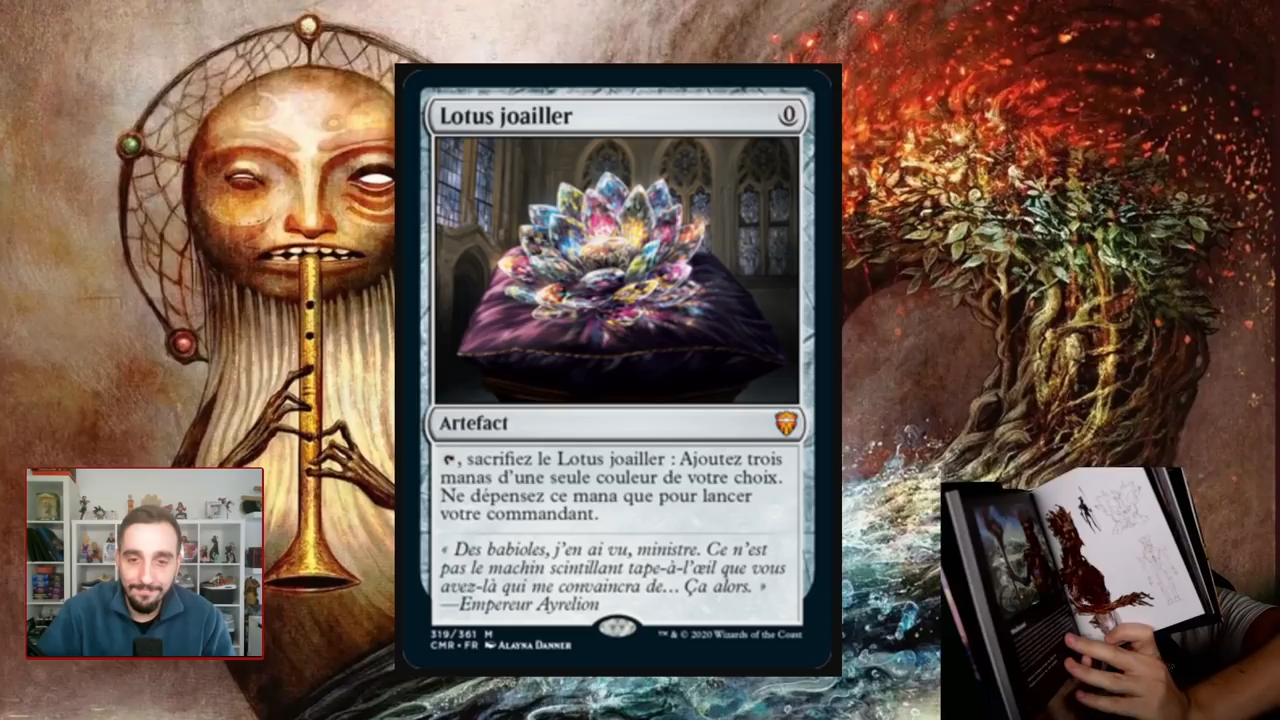 Lotus joailler 0
Artefact
, sacrifiez le Lotus joailler : Ajoutez trois
manas d'une seule couleur de votre choix.
Ne dépensez ce mana que pour lancer
votre commandant.
« Des babioles, j'en ai vu, ministre. Ce n'est
pas le machin scintillant tape-à-l'œil que vous
avez-là qui me convaincra de… Ça alors. »
—Empereur Ayrelion
319/361 M
CMR • FR Alayna Danner
™ & © 2020 Wizards of the Coast